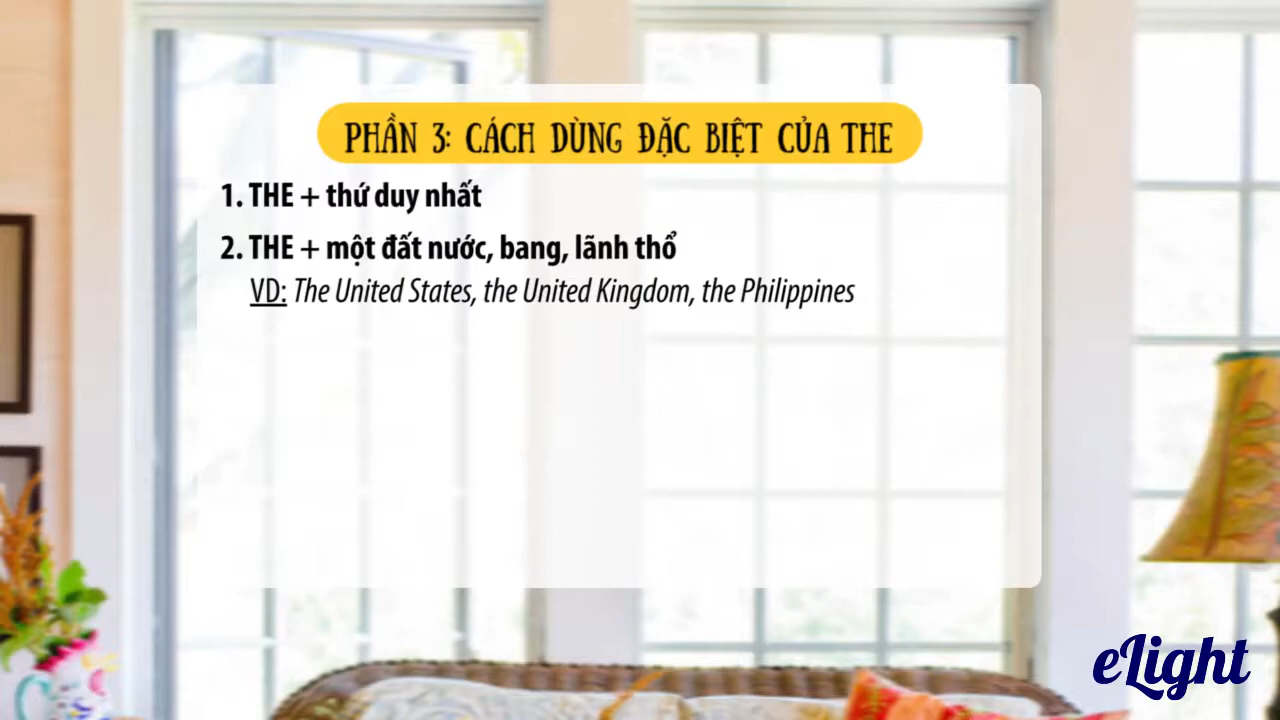 PHẦN 3: CÁCH DÙNG ĐẶC BIỆT CỦA THE
1. THE + thứ duy nhất
2. THE + một đất nước, bang, lãnh thổ
VD: The United States, the United Kingdom, the Philippines
eLight